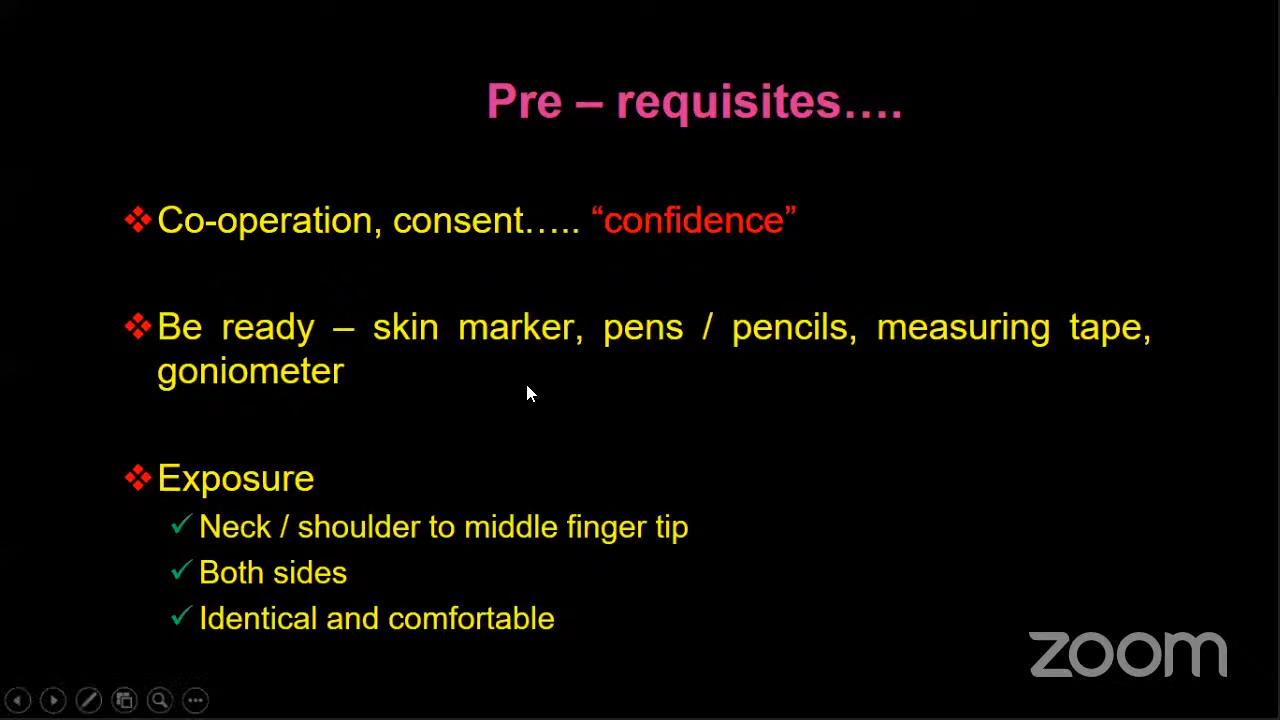 Pre – requisites….
Co-operation, consent….. “confidence”
Be ready – skin marker, pens / pencils, measuring tape,
goniometer
Exposure
Neck / shoulder to middle finger tip
Both sides
Identical and comfortable
zoom